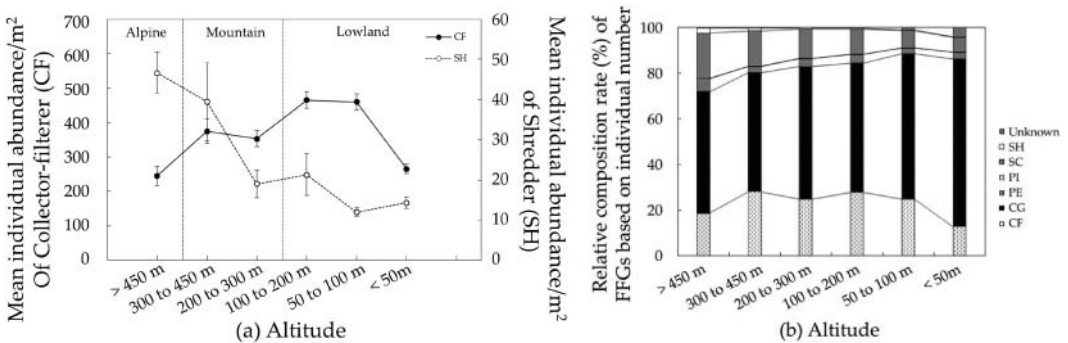 Mean individual abundance/m²
Of Collector-filterer (CF)
700
600
500
400
300
200
100
0
Alpine
Mountain
Lowland
CF
SH
60
50
40
30
20
10
0
Mean individual abundance/m²
of Shredder (SH)
> 450 m
300 to 450 m
200 to 300 m
100 to 200 m
50 to 100 m
< 50m
(a) Altitude
Relative composition rate (%) of
FFGs based on individual number
100
80
60
40
20
0
> 450 m
300 to 450 m
200 to 300 m
100 to 200 m
50 to 100 m
< 50m
(b) Altitude
Unknown
SH
SC
PI
PE
CG
CF